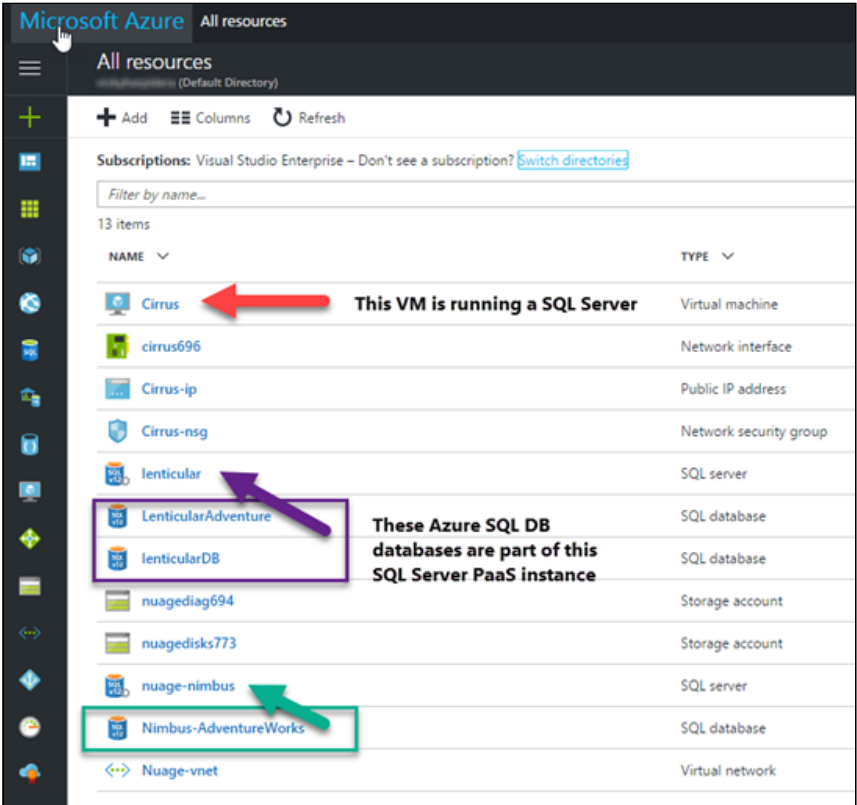 Microsoft Azure All resources
All resources
(Default Directory)
Add Columns Refresh
Subscriptions: Visual Studio Enterprise – Don't see a subscription? Switch directories
Filter by name...
13 items
NAME TYPE
Cirrus This VM is running a SQL Server Virtual machine
cirrus696 Network interface
Cirrus-ip Public IP address
Cirrus-nsg Network security group
lenticular SQL server
LenticularAdventure SQL database
These Azure SQL DB
databases are part of this
SQL Server PaaS instance
lenticularDB SQL database
nuagediag694 Storage account
nuagedisks773 Storage account
nuage-nimbus SQL server
Nimbus-AdventureWorks SQL database
Nuage-vnet Virtual network